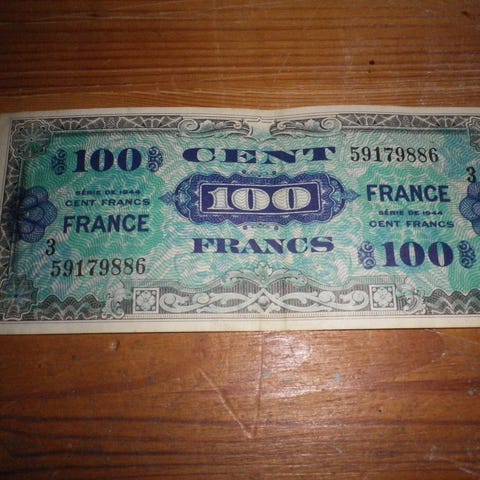 100
CENT
59179886
3
SÉRIE DE 1944
CENT FRANCS
FRANCE
100
FRANCE
SÉRIE DE 1944
CENT FRANCS
3
59179886
FRANCS
100